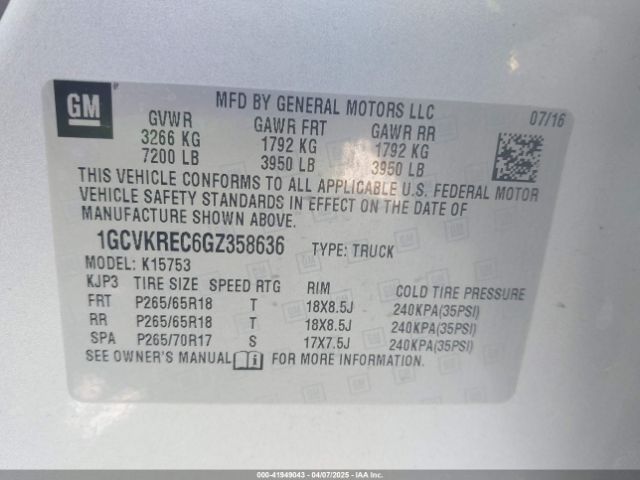 GM
MFD BY GENERAL MOTORS LLC
07/16
GVWR GAWR FRT GAWR RR
3266 KG 1792 KG 1792 KG
7200 LB 3950 LB 3950 LB
THIS VEHICLE CONFORMS TO ALL APPLICABLE U.S. FEDERAL MOTOR
VEHICLE SAFETY STANDARDS IN EFFECT ON THE DATE OF
MANUFACTURE SHOWN ABOVE.
1GCVKREC6GZ358636 TYPE: TRUCK
MODEL: K15753
KJP3 TIRE SIZE SPEED RTG RIM COLD TIRE PRESSURE
FRT P265/65R18 T 18X8.5J 240KPA(35PSI)
RR P265/65R18 T 18X8.5J 240KPA(35PSI)
SPA P265/70R17 S 17X7.5J 240KPA(35PSI)
SEE OWNER'S MANUAL FOR MORE INFORMATION.
000-41949043 - 04/07/2025 - IAAI.COM